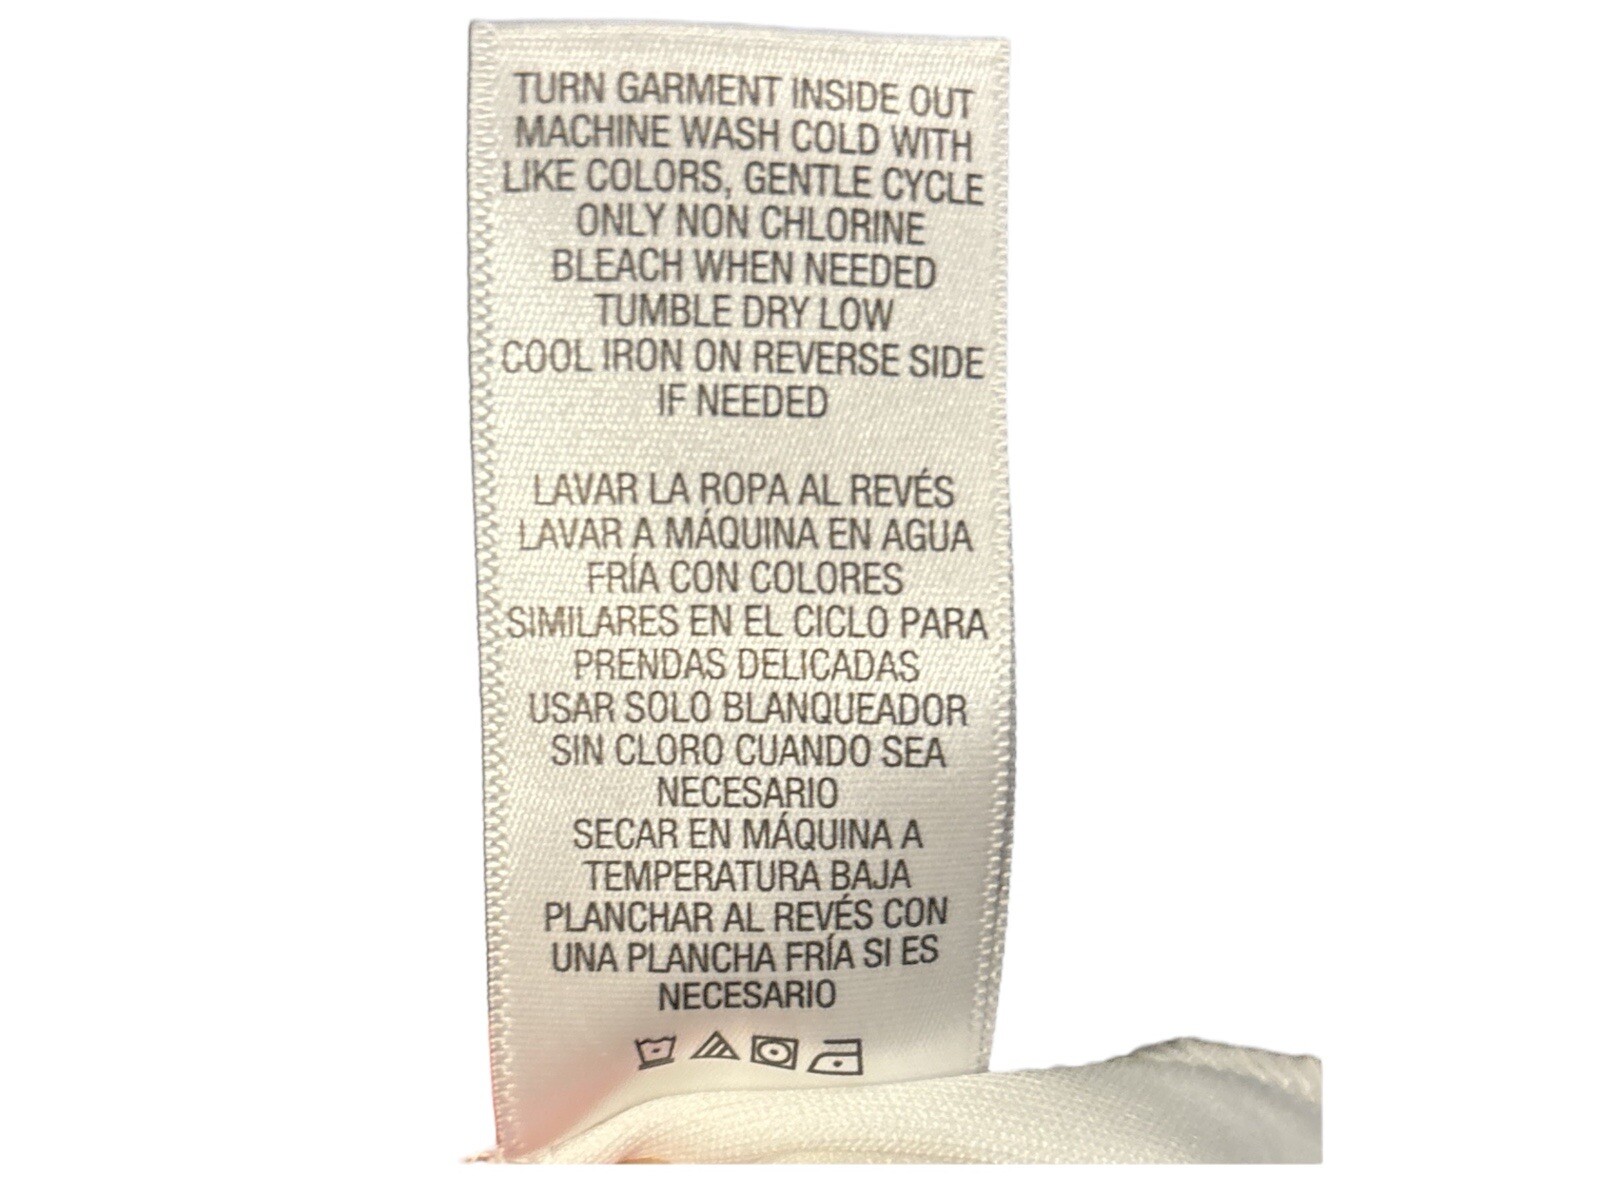 TURN GARMENT INSIDE OUT
MACHINE WASH COLD WITH
LIKE COLORS, GENTLE CYCLE
ONLY NON CHLORINE
BLEACH WHEN NEEDED
TUMBLE DRY LOW
COOL IRON ON REVERSE SIDE
IF NEEDED
LAVAR LA ROPA AL REVÉS
LAVAR A MÁQUINA EN AGUA
FRÍA CON COLORES
SIMILARES EN EL CICLO PARA
PRENDAS DELICADAS
USAR SOLO BLANQUEADOR
SIN CLORO CUANDO SEA
NECESARIO
SECAR EN MÁQUINA A
TEMPERATURA BAJA
PLANCHAR AL REVÉS CON
UNA PLANCHA FRÍA SI ES
NECESARIO